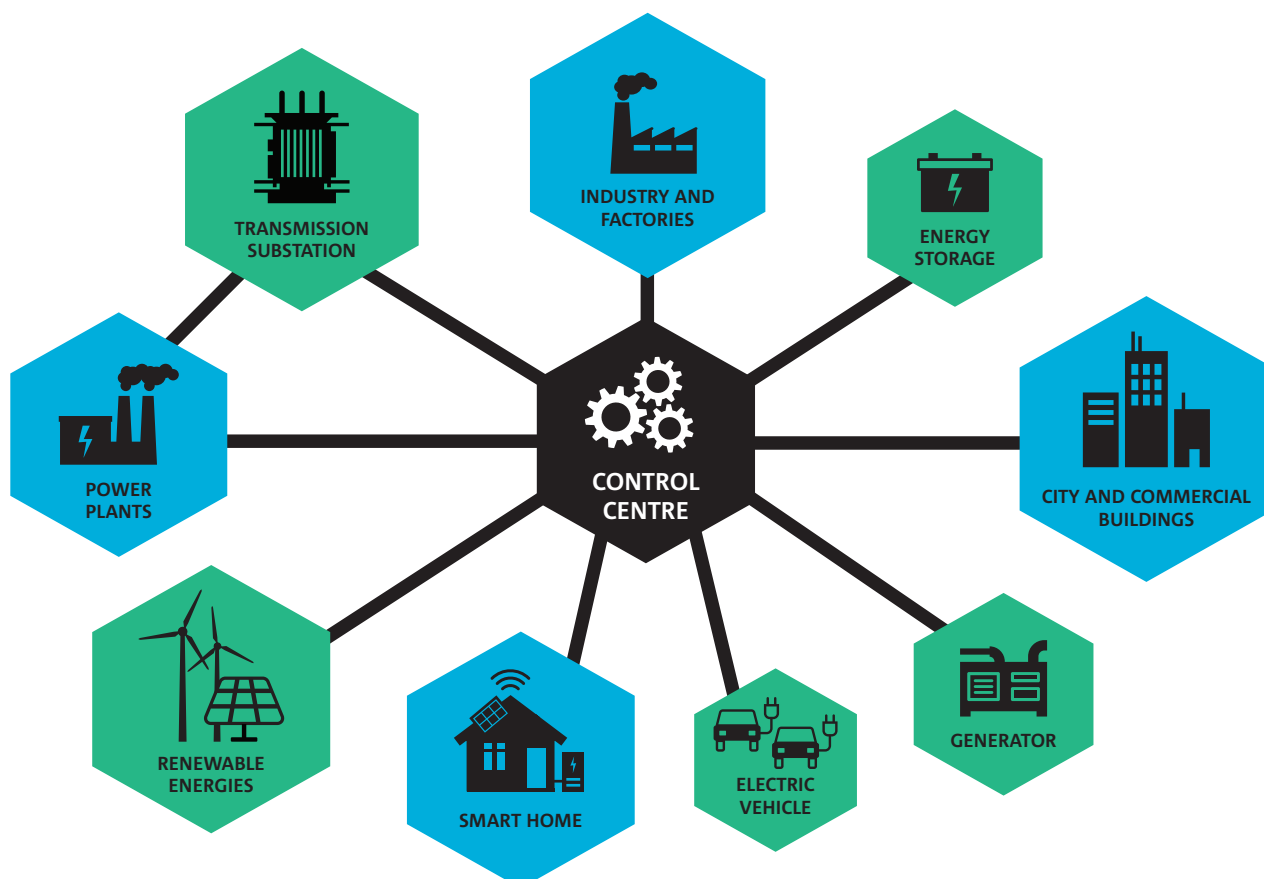 TRANSMISSION
SUBSTATION
INDUSTRY AND
FACTORIES
ENERGY
STORAGE
POWER
PLANTS
CONTROL
CENTRE
CITY AND COMMERCIAL
BUILDINGS
RENEWABLE
ENERGIES
SMART HOME
ELECTRIC
VEHICLE
GENERATOR